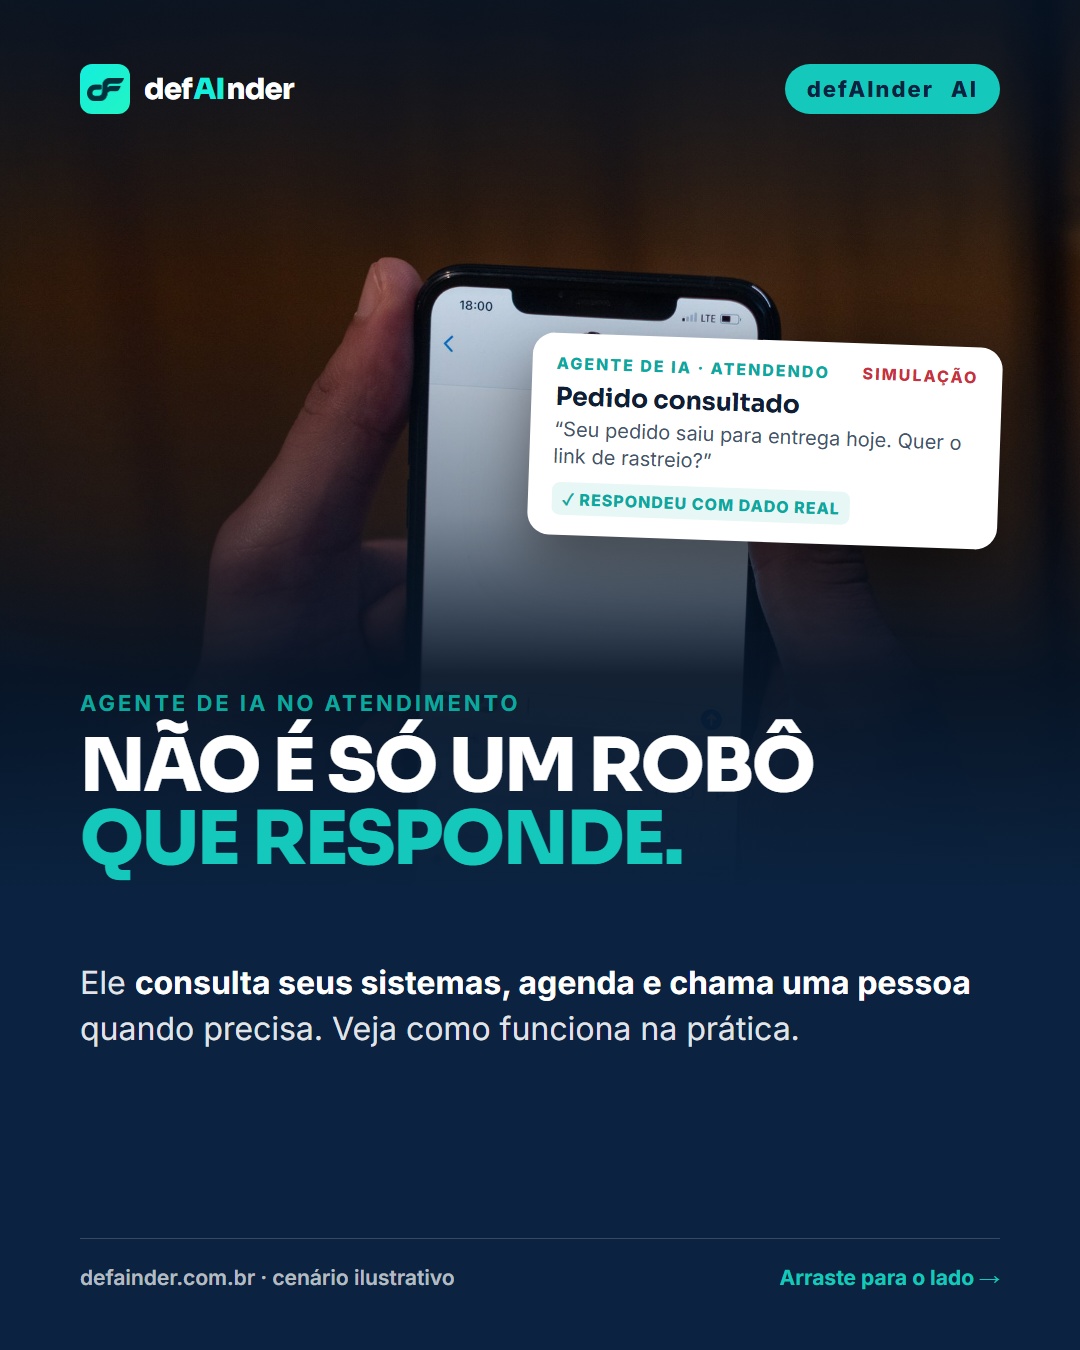 defAInder
defAInder AI
18:00
LTE
AGENTE DE IA · ATENDENDO
SIMULAÇÃO
Pedido consultado
“Seu pedido saiu para entrega hoje. Quer o
link de rastreio?”
✓ RESPONDEU COM DADO REAL
AGENTE DE IA NO ATENDIMENTO
NÃO É SÓ UM ROBÔ
QUE RESPONDE.
Ele consulta seus sistemas, agenda e chama uma pessoa
quando precisa. Veja como funciona na prática.
defainder.com.br · cenário ilustrativo
Arraste para o lado →